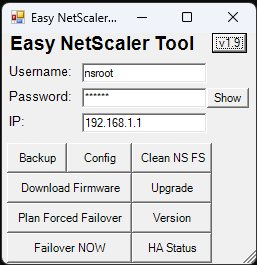 Easy NetScaler...
Easy NetScaler Tool v1.9
Username: nsroot
Password: ****** Show
IP: 192.168.1.1
Backup Config Clean NS FS
Download Firmware Upgrade
Plan Forced Failover Version
Failover NOW HA Status